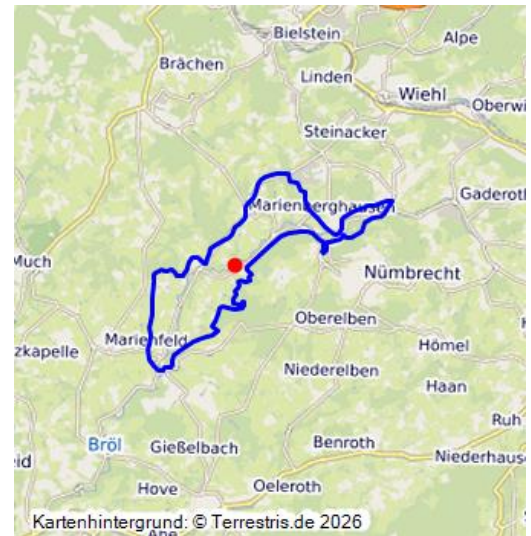 Bielstein
Alpe
Brächen
Linden
Wiehl
Oberwi
Steinacker
Gaderoth
Marienberghausen
Much
Nümbrecht
Oberelben
Marienfeld
zkapelle
Hömel
Niederelben
Haan
Ruh
Bröl
Gießelbach
Benroth
eid
Niederhause
Hove
Oeleroth
Kartenhintergrund: © Terrestris.de 2026